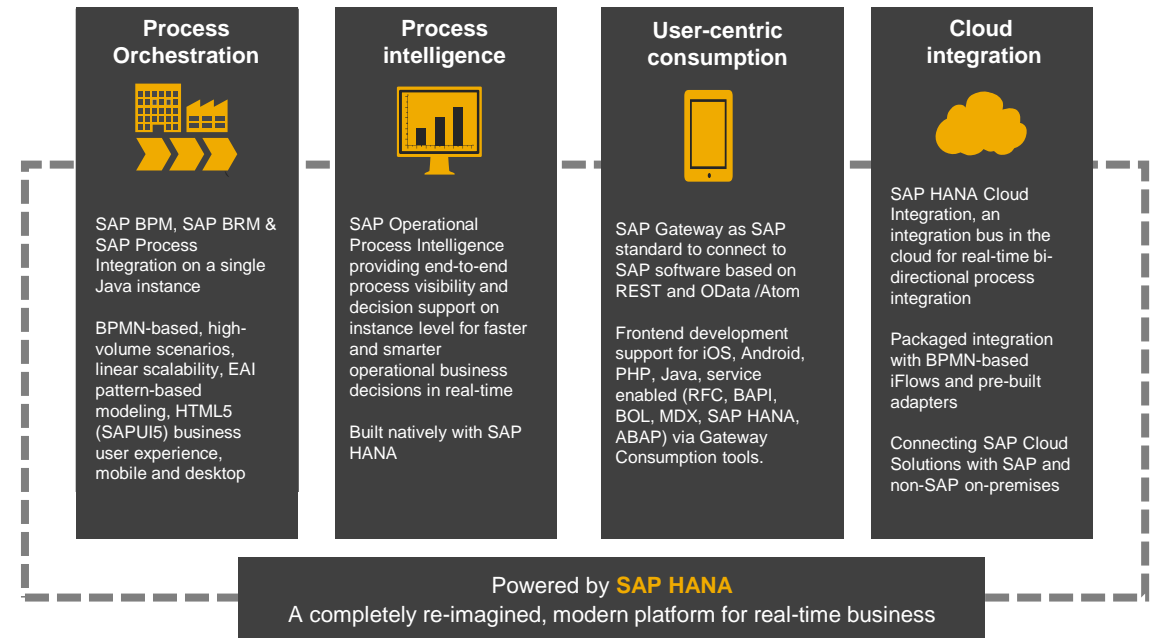 Process
Orchestration
SAP BPM, SAP BRM &
SAP Process
Integration on a single
Java instance
BPMN-based, high-
volume scenarios,
linear scalability, EAI
pattern-based
modeling, HTML5
(SAPUI5) business
user experience,
mobile and desktop
Process
intelligence
SAP Operational
Process Intelligence
providing end-to-end
process visibility and
decision support on
instance level for faster
and smarter
operational business
decisions in real-time
Built natively with SAP
HANA
User-centric
consumption
SAP Gateway as SAP
standard to connect to
SAP software based on
REST and OData /Atom
Frontend development
support for iOS, Android,
PHP, Java, service
enabled (RFC, BAPI,
BOL, MDX, SAP HANA,
ABAP) via Gateway
Consumption tools.
Cloud
integration
SAP HANA Cloud
Integration, an
integration bus in the
cloud for real-time bi-
directional process
integration
Packaged integration
with BPMN-based
iFlows and pre-built
adapters
Connecting SAP Cloud
Solutions with SAP and
non-SAP on-premises
Powered by SAP HANA
A completely re-imagined, modern platform for real-time business